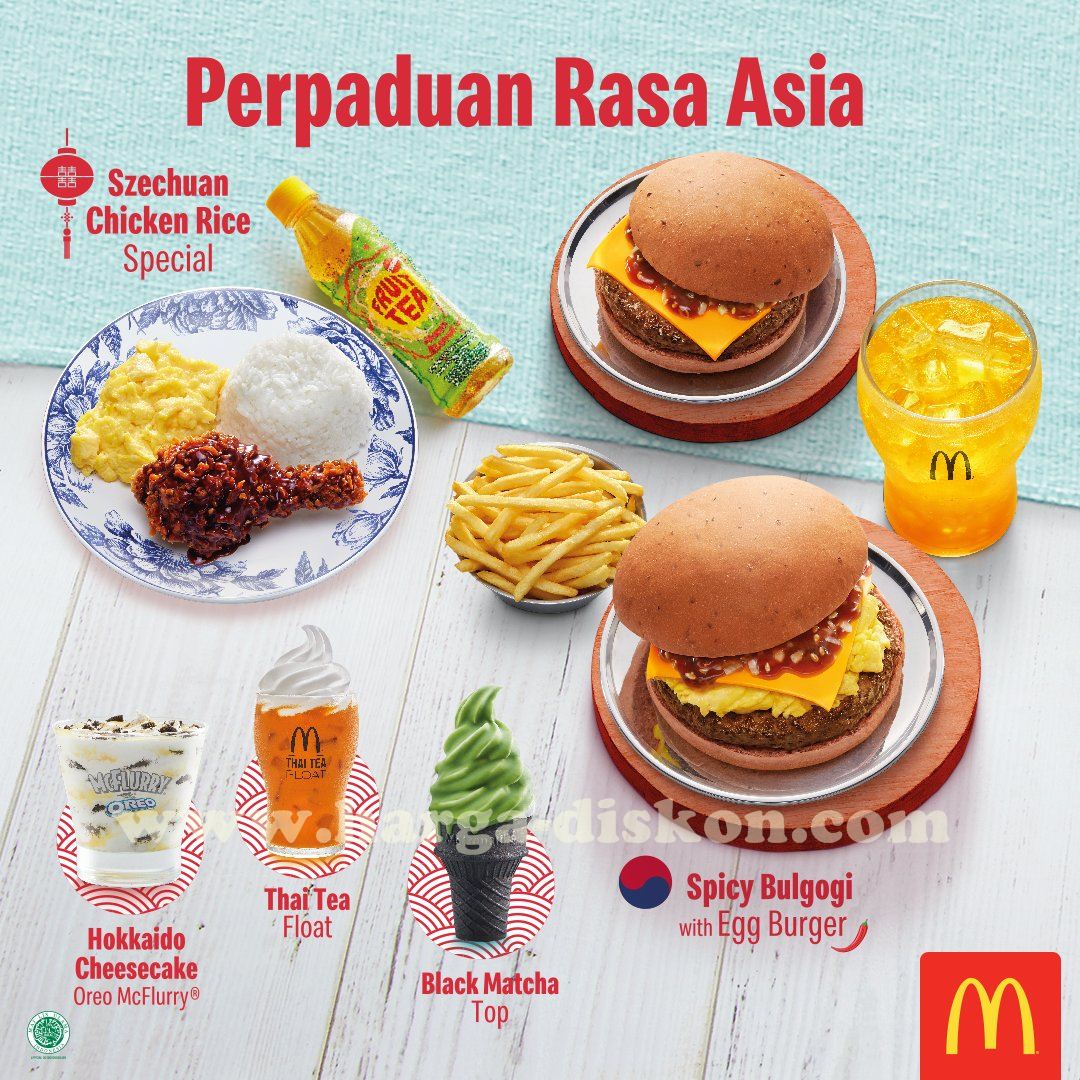 Perpaduan Rasa Asia
Szechuan
Chicken Rice
Special
FRUIT
TEA
McFLURRY
OREO
THAI TEA
FLOAT
www.harga-diskon.com
Thai Tea
Float
Spicy Bulgogi
with Egg Burger
Hokkaido
Cheesecake
Oreo McFlurry®
Black Matcha
Top